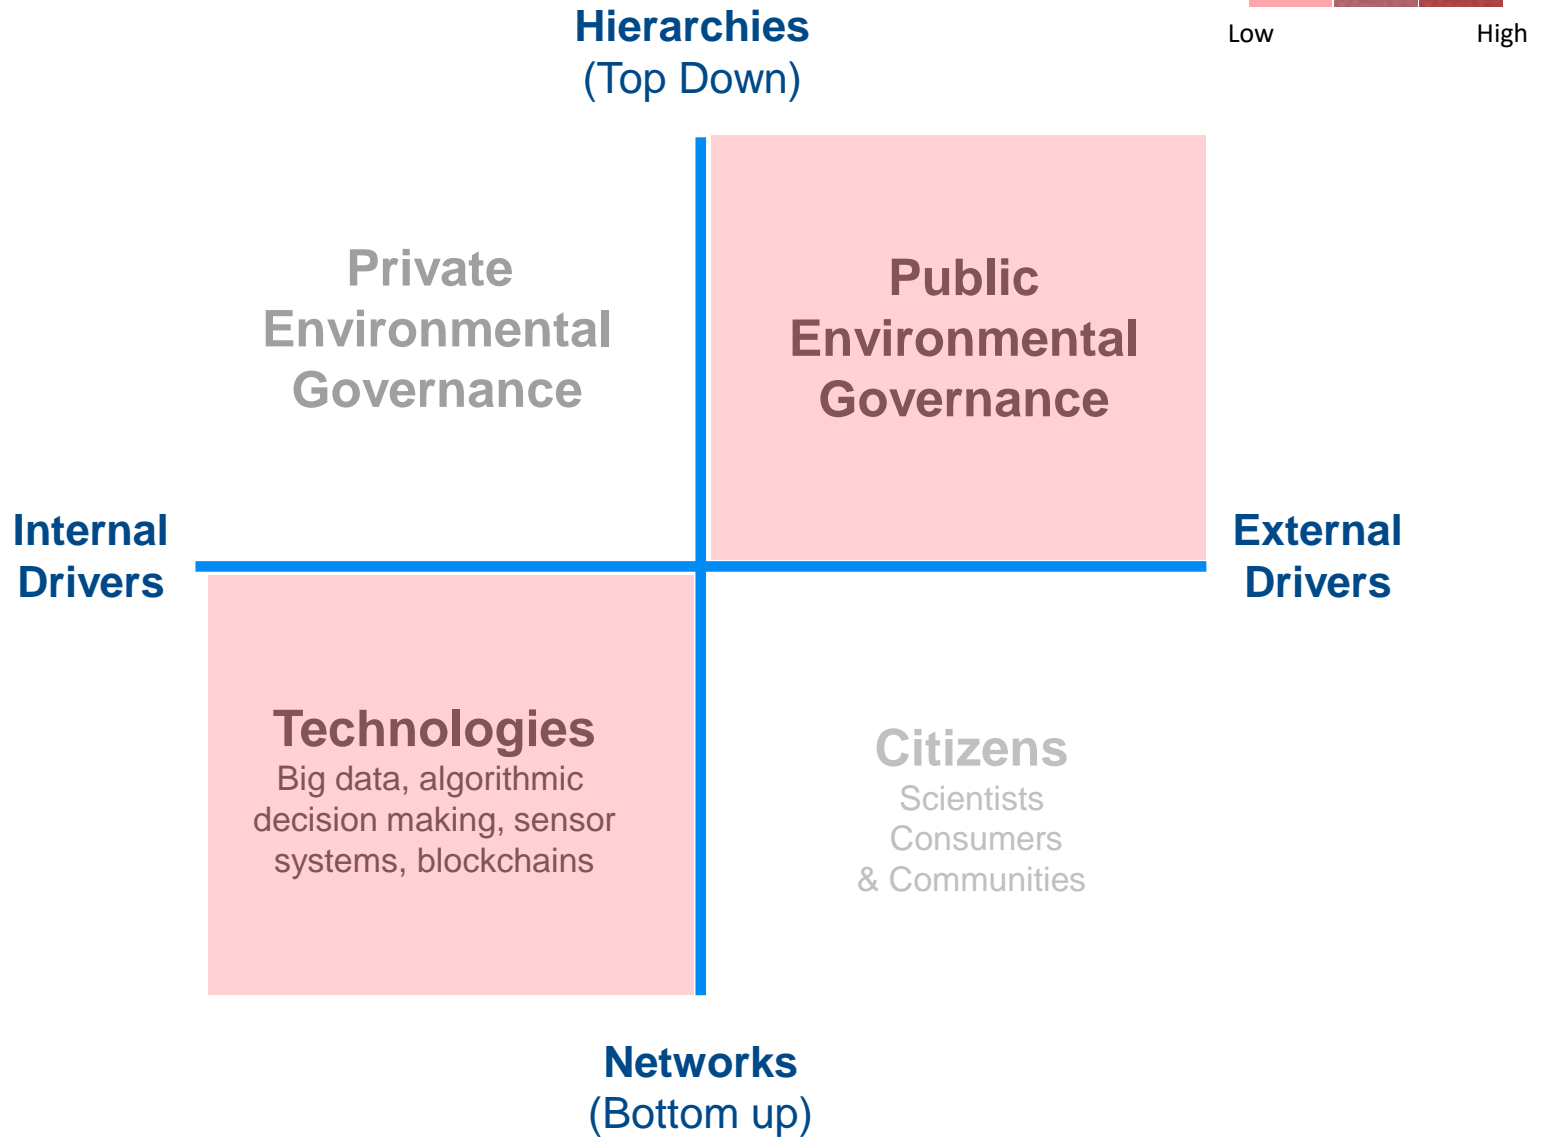 Hierarchies
(Top Down)
Low
High
Private
Environmental
Governance
Public
Environmental
Governance
Internal
Drivers
External
Drivers
Technologies
Big data, algorithmic
decision making, sensor
systems, blockchains
Citizens
Scientists
Consumers
& Communities
Networks
(Bottom up)